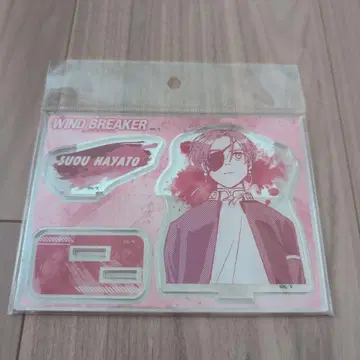 WIND BREAKER
SUOU HAYATO